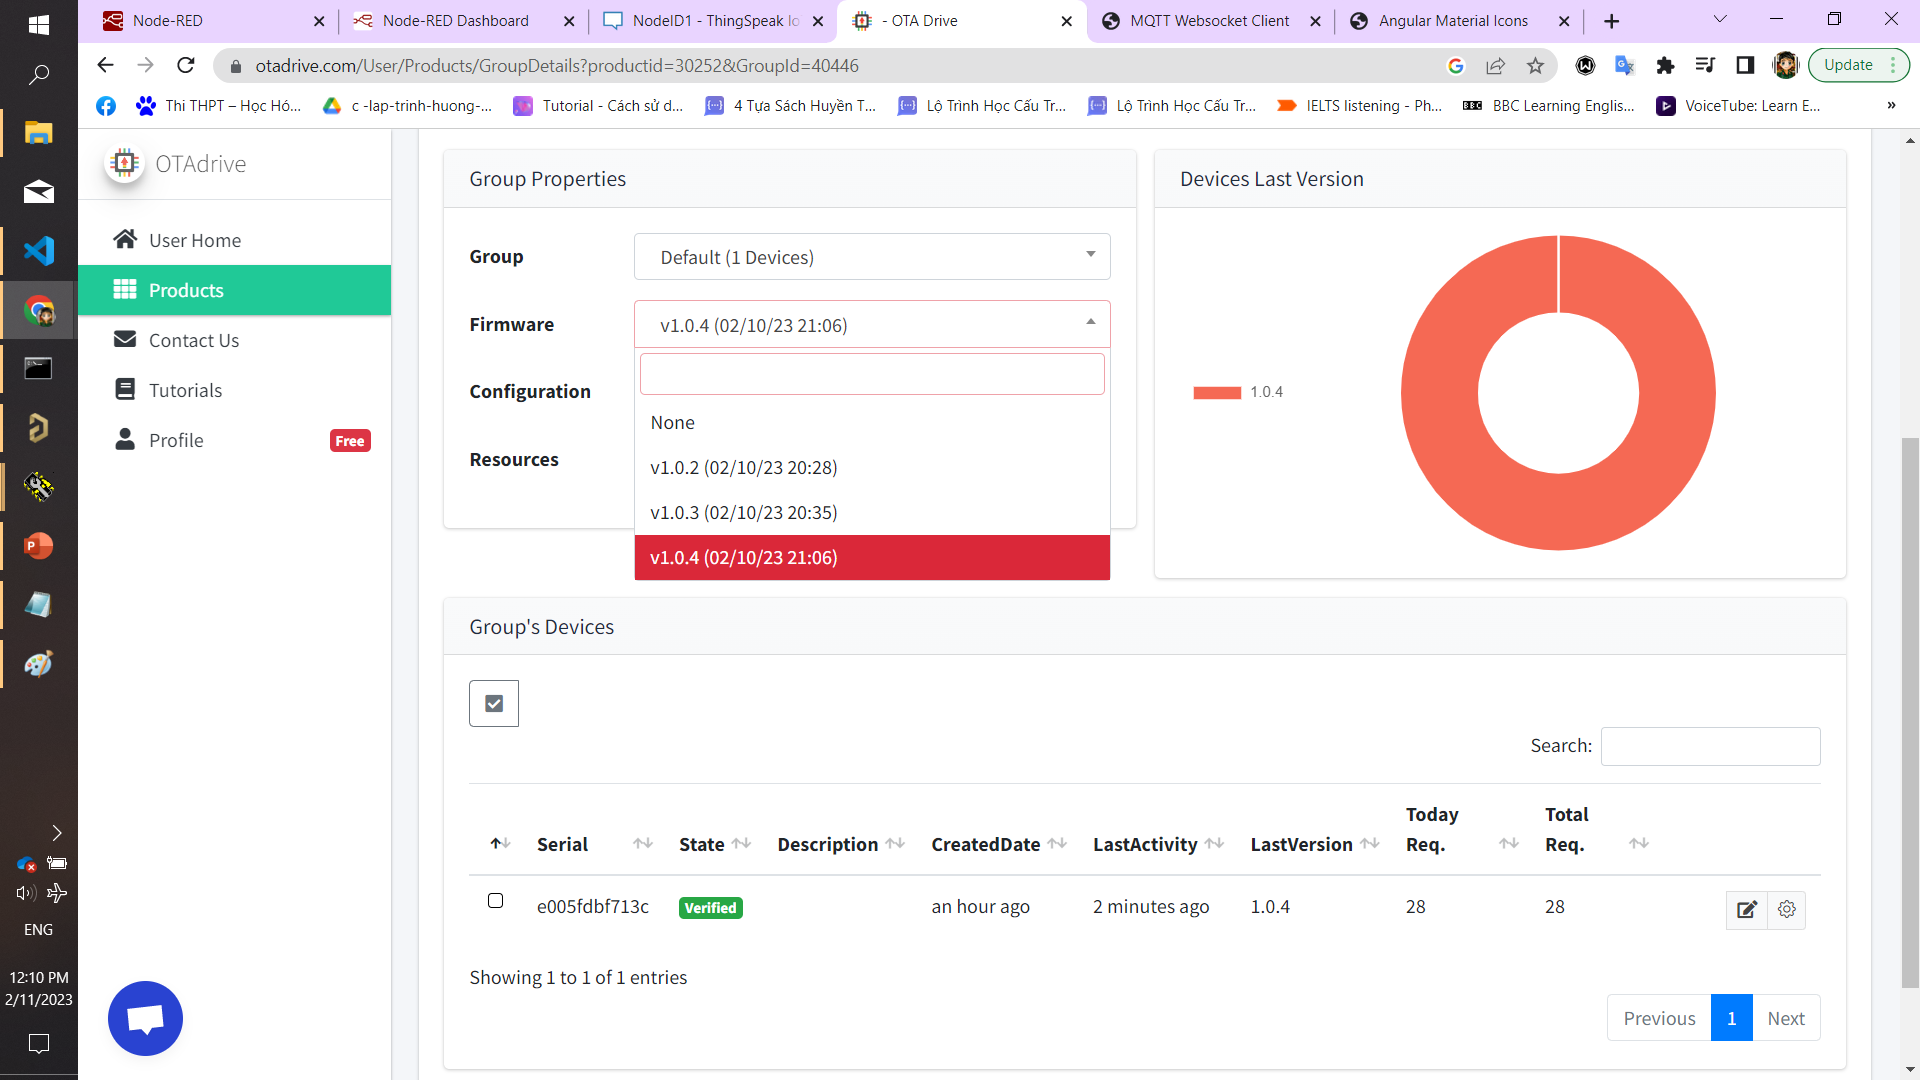 Node-RED
Node-RED Dashboard
NodeID1 - ThingSpeak Io
- OTA Drive
MQTT Websocket Client
Angular Material Icons
otadrive.com/User/Products/GroupDetails?productid=30252&GroupId=40446
Update
Thi THPT – Học Hó...
c -lap-trinh-huong-...
Tutorial - Cách sử d...
4 Tựa Sách Huyền T...
Lộ Trình Học Cấu Tr...
Lộ Trình Học Cấu Tr...
IELTS listening - Ph...
BBC
BBC Learning Englis...
VoiceTube: Learn E...
»
OTAdrive
User Home
Products
Contact Us
Tutorials
Profile
Free
Group Properties
Group
Default (1 Devices)
Firmware
v1.0.4 (02/10/23 21:06)
Configuration
None
Resources
v1.0.2 (02/10/23 20:28)
v1.0.3 (02/10/23 20:35)
v1.0.4 (02/10/23 21:06)
Devices Last Version
1.0.4
Group's Devices
Search:
Serial
State
Description
CreatedDate
LastActivity
LastVersion
Today Req.
Total Req.
e005fdbf713c
Verified
an hour ago
2 minutes ago
1.0.4
28
28
Showing 1 to 1 of 1 entries
Previous
1
Next
ENG
12:10 PM
2/11/2023